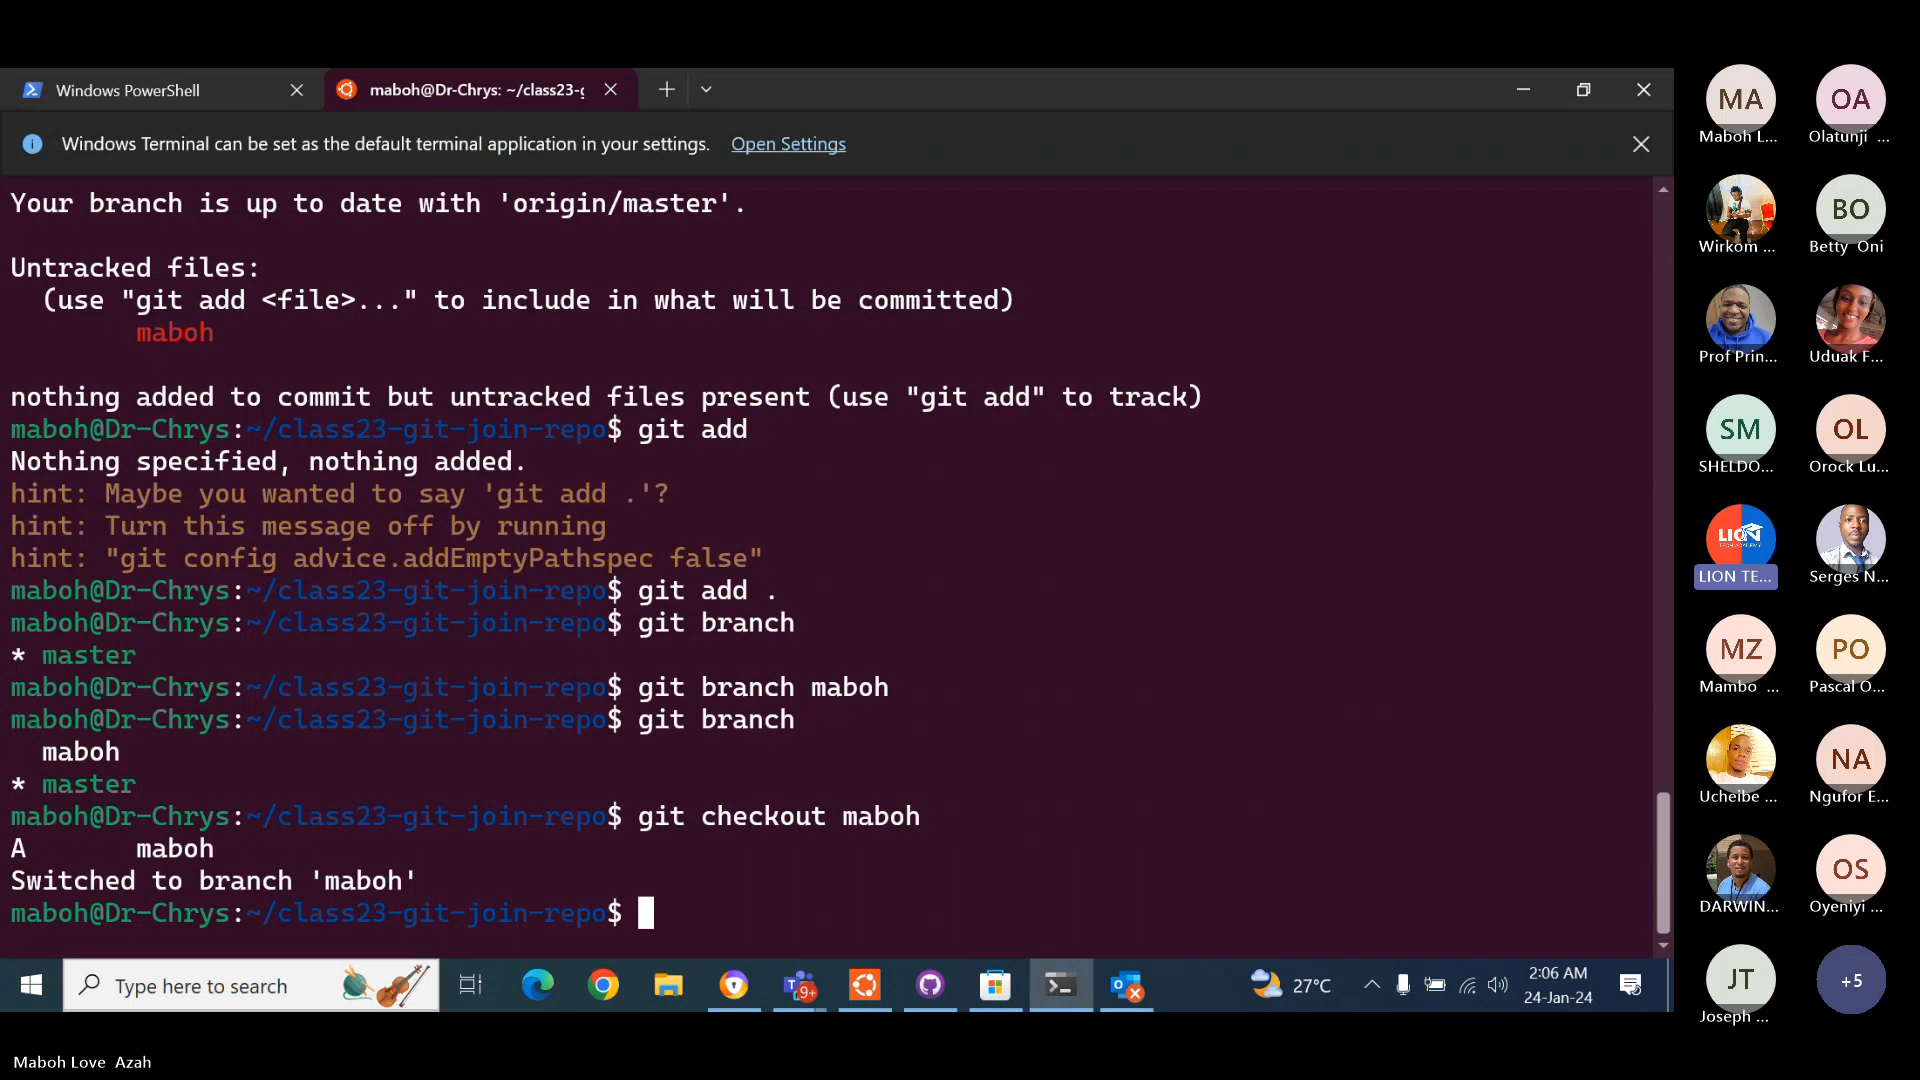 Windows PowerShell
maboh@Dr-Chrys: ~/class23-g
Windows Terminal can be set as the default terminal application in your settings. Open Settings
Your branch is up to date with 'origin/master'.
Untracked files:
(use "git add <file>..." to include in what will be committed)
maboh
nothing added to commit but untracked files present (use "git add" to track)
maboh@Dr-Chrys:~/class23-git-join-repo$ git add
Nothing specified, nothing added.
hint: Maybe you wanted to say 'git add .'?
hint: Turn this message off by running
hint: "git config advice.addEmptyPathspec false"
maboh@Dr-Chrys:~/class23-git-join-repo$ git add .
maboh@Dr-Chrys:~/class23-git-join-repo$ git branch
* master
maboh@Dr-Chrys:~/class23-git-join-repo$ git branch maboh
maboh@Dr-Chrys:~/class23-git-join-repo$ git branch
maboh
* master
maboh@Dr-Chrys:~/class23-git-join-repo$ git checkout maboh
A maboh
Switched to branch 'maboh'
maboh@Dr-Chrys:~/class23-git-join-repo$
Type here to search
9+
27°C
2:06 AM
24-Jan-24
Maboh Love Azah
MA OA
Maboh L... Olatunji ...
BO
Wirkom ... Betty Oni
Prof Prin... Uduak F...
SM OL
SHELDO... Orock Lu...
LION
TECH ACADEMY
LION TE... Serges N...
MZ PO
Mambo ... Pascal O...
NA
Ucheibe ... Ngufor E...
OS
DARWIN... Oyeniyi ...
JT +5
Joseph ...